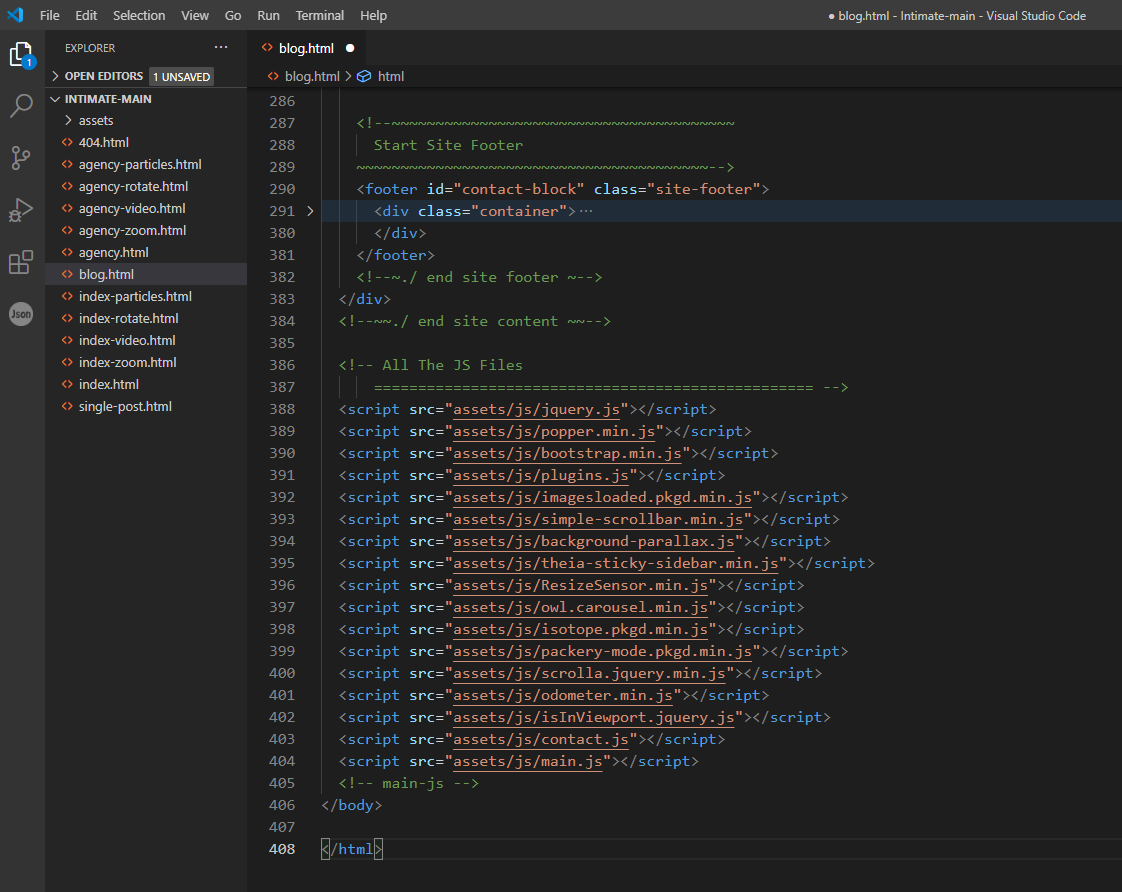 File Edit Selection View Go Run Terminal Help ● blog.html - Intimate-main - Visual Studio Code
EXPLORER ...
OPEN EDITORS 1 UNSAVED
INTIMATE-MAIN
assets
404.html
agency-particles.html
agency-rotate.html
agency-video.html
agency-zoom.html
agency.html
blog.html
index-particles.html
index-rotate.html
index-video.html
index-zoom.html
index.html
single-post.html
1
Json
<> blog.html ●
<> blog.html > html
286
287 <!--~~~~~~~~~~~~~~~~~~~~~~~~~~~~~~~~~~~~~~~
288 Start Site Footer
289 ~~~~~~~~~~~~~~~~~~~~~~~~~~~~~~~~~~~~~~~~-->
290 <footer id="contact-block" class="site-footer">
291 > <div class="container">···
380 </div>
381 </footer>
382 <!--~./ end site footer ~-->
383 </div>
384 <!--~~./ end site content ~~-->
385
386 <!-- All The JS Files
387 ================================================== -->
388 <script src="assets/js/jquery.js"></script>
389 <script src="assets/js/popper.min.js"></script>
390 <script src="assets/js/bootstrap.min.js"></script>
391 <script src="assets/js/plugins.js"></script>
392 <script src="assets/js/imagesloaded.pkgd.min.js"></script>
393 <script src="assets/js/simple-scrollbar.min.js"></script>
394 <script src="assets/js/background-parallax.js"></script>
395 <script src="assets/js/theia-sticky-sidebar.min.js"></script>
396 <script src="assets/js/ResizeSensor.min.js"></script>
397 <script src="assets/js/owl.carousel.min.js"></script>
398 <script src="assets/js/isotope.pkgd.min.js"></script>
399 <script src="assets/js/packery-mode.pkgd.min.js"></script>
400 <script src="assets/js/scrolla.jquery.min.js"></script>
401 <script src="assets/js/odometer.min.js"></script>
402 <script src="assets/js/isInViewport.jquery.js"></script>
403 <script src="assets/js/contact.js"></script>
404 <script src="assets/js/main.js"></script>
405 <!-- main-js -->
406 </body>
407
408 </html>